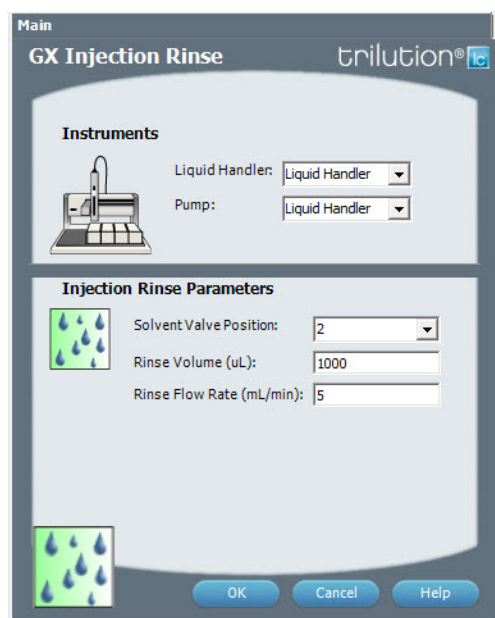 Main
GX Injection Rinse trilution® lc
Instruments
Liquid Handler: Liquid Handler
Pump: Liquid Handler
Injection Rinse Parameters
Solvent Valve Position: 2
Rinse Volume (uL): 1000
Rinse Flow Rate (mL/min): 5
OK Cancel Help